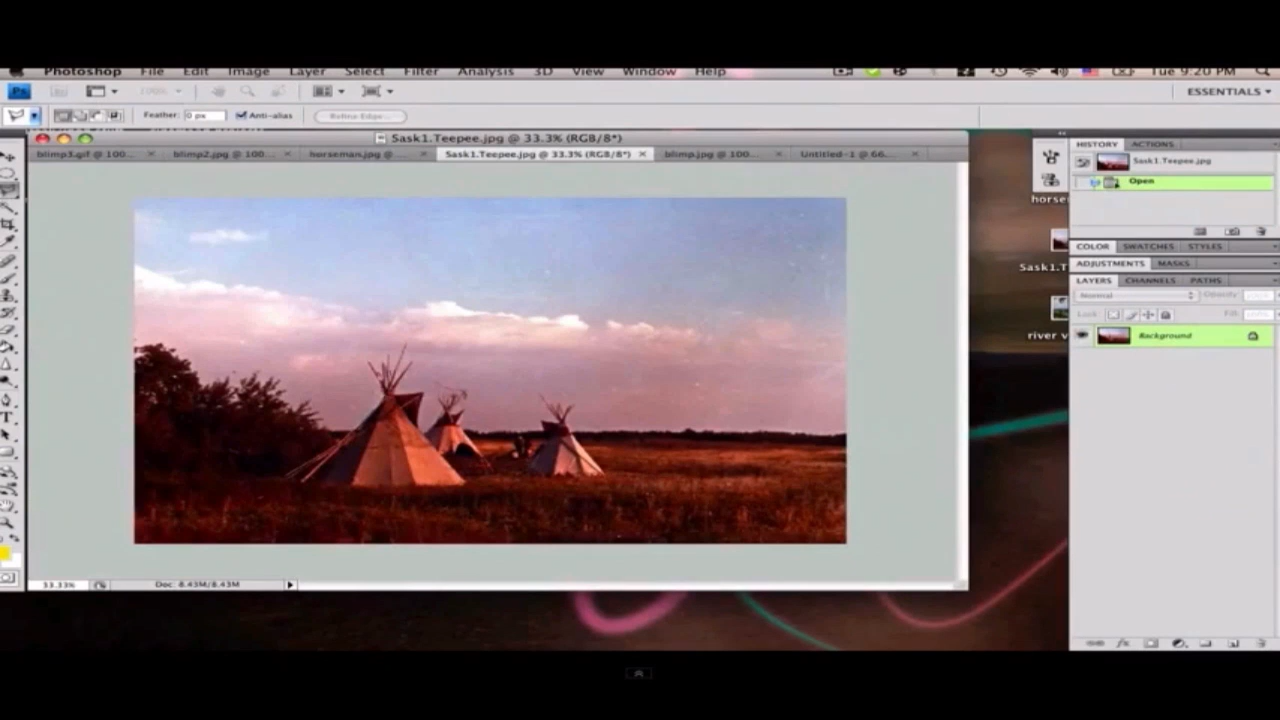 Photoshop File Edit Image Layer Select Filter Analysis 3D View Window Help Tue 9:20 PM
Ps 100% ESSENTIALS
Feather: 0 px Anti-alias Refine Edge...
Sask1.Teepee.jpg @ 33.3% (RGB/8*)
blimp3.gif @ 100... blimp2.jpg @ 100... horseman.jpg @ ... Sask1.Teepee.jpg @ 33.3% (RGB/8*) blimp.jpg @ 100... Untitled-1 @ 66...
HISTORY ACTIONS
Sask1.Teepee.jpg
Open
horse
COLOR SWATCHES STYLES
ADJUSTMENTS MASKS
Sask1.T
LAYERS CHANNELS PATHS
Normal Opacity:
Lock: Fill:
river v
Background
T
33.33% Doc: 8.43M/8.43M